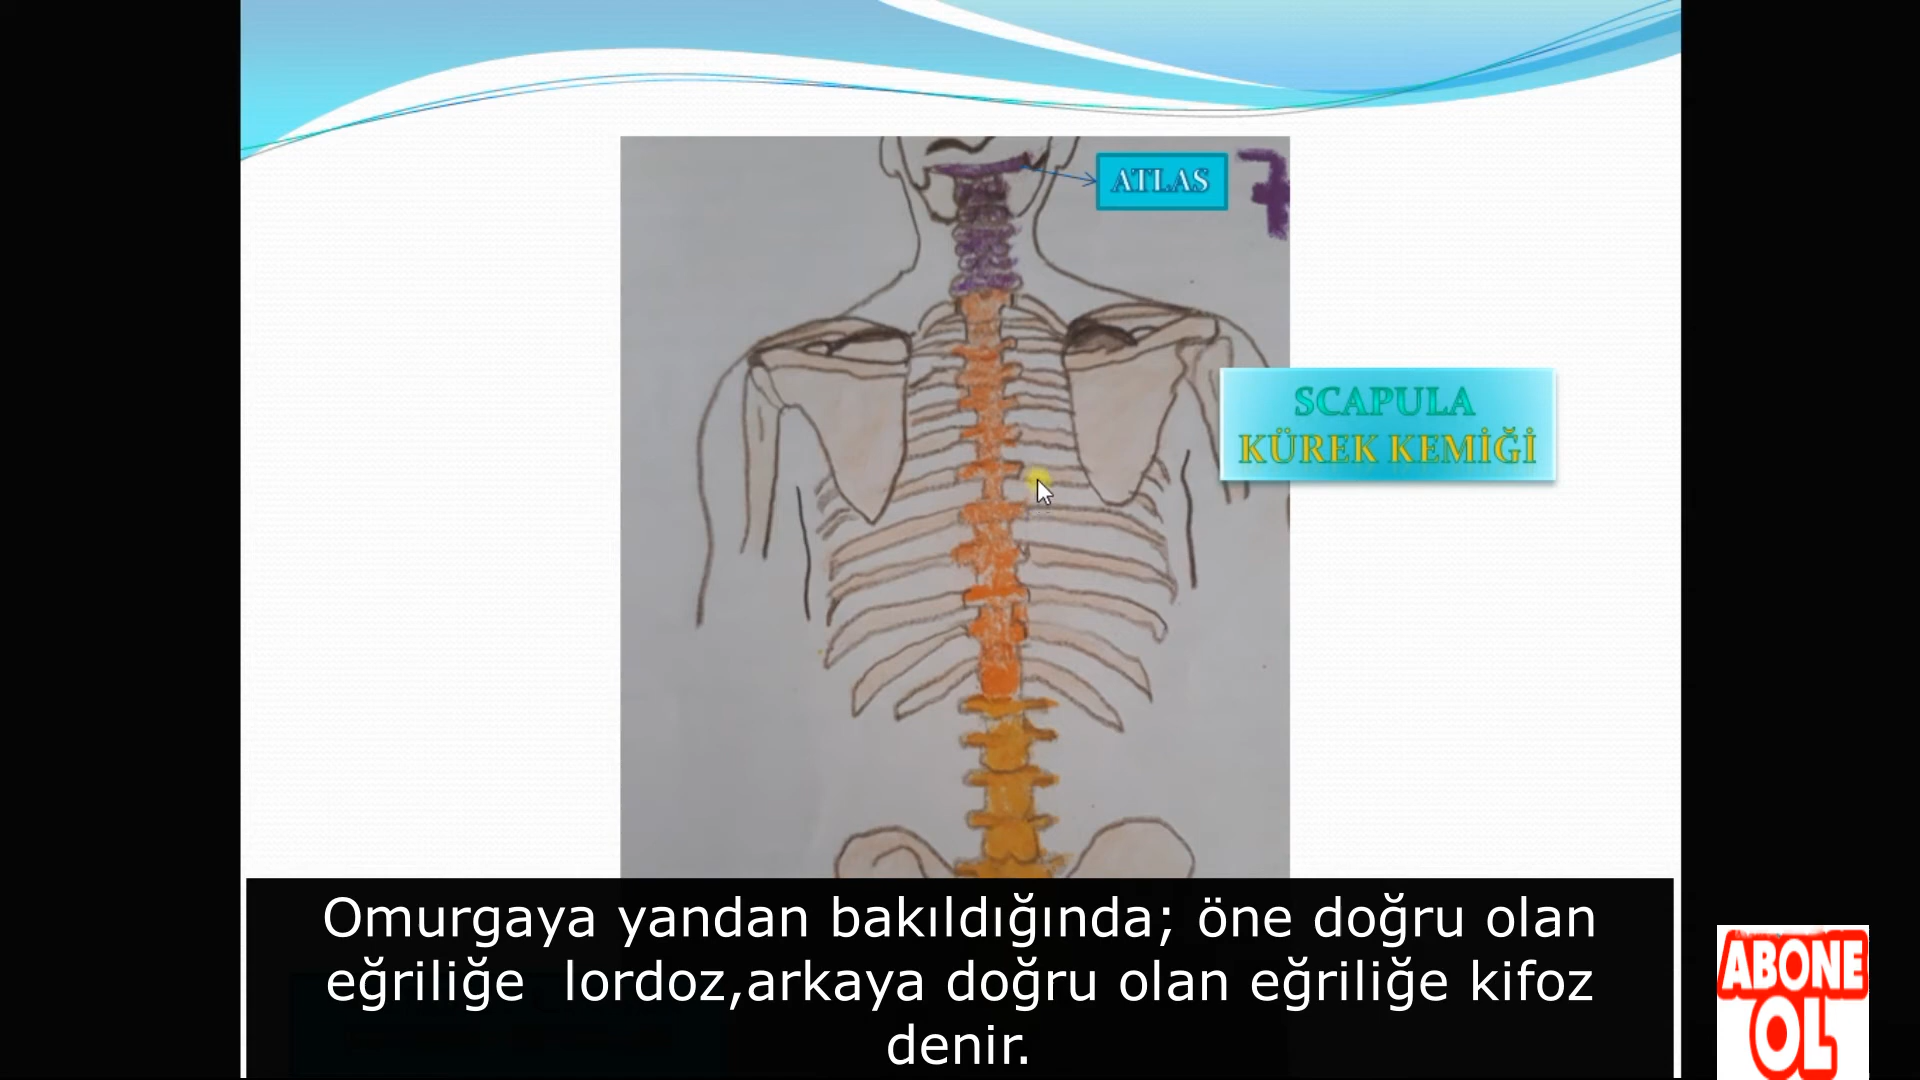 ATLAS
7
SCAPULA
KÜREK KEMİĞİ
Omurgaya yandan bakıldığında; öne doğru olan
eğriliğe lordoz,arkaya doğru olan eğriliğe kifoz
denir.
ABONE
OL